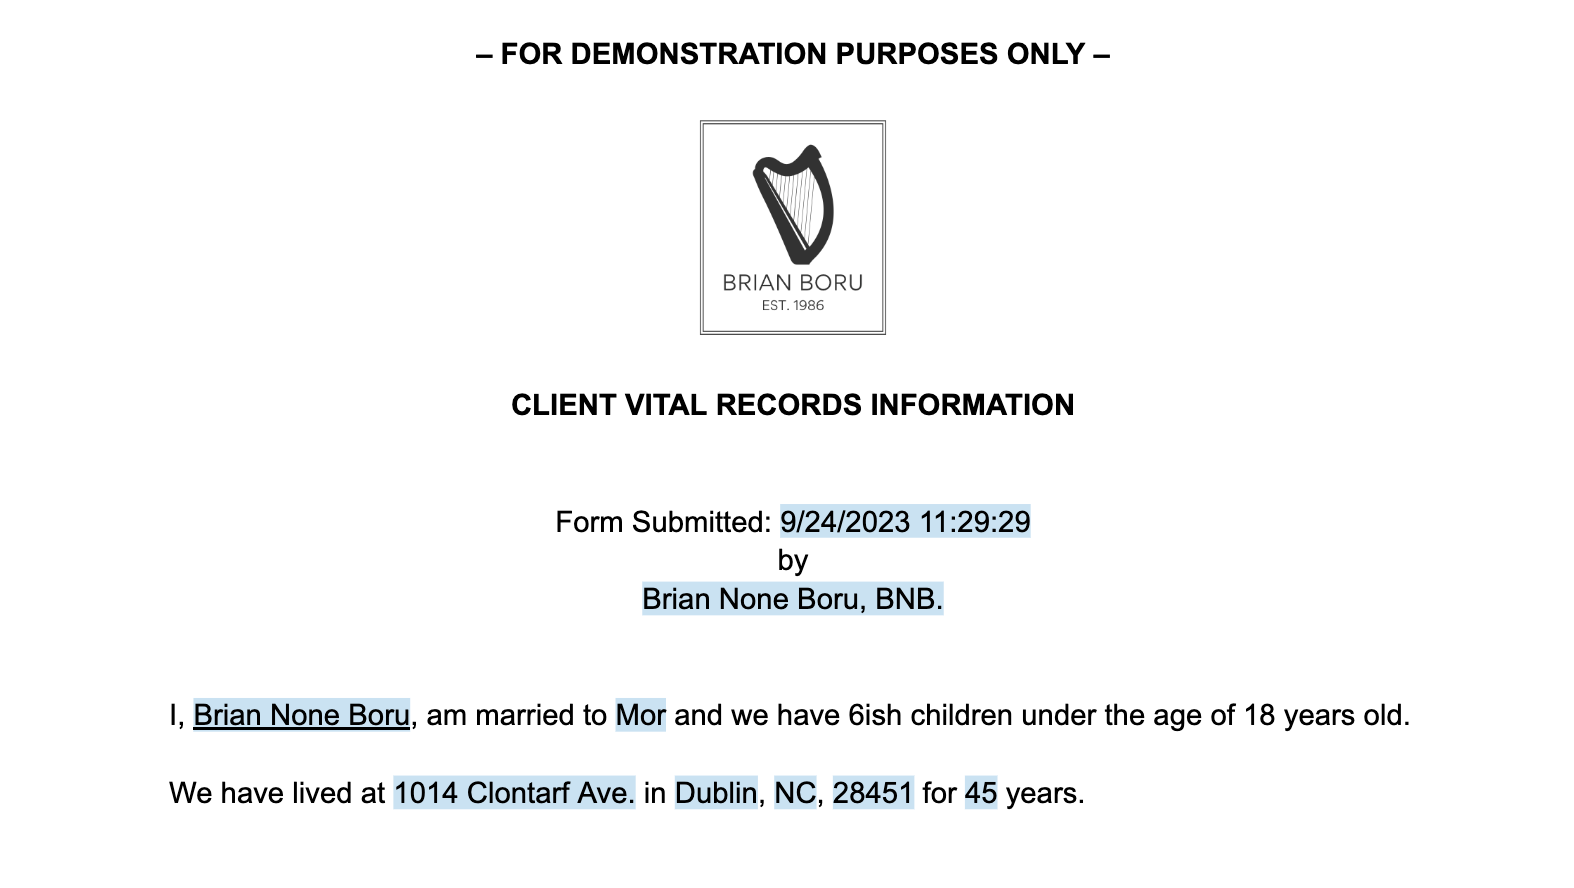 – FOR DEMONSTRATION PURPOSES ONLY –
BRIAN BORU
EST. 1986
CLIENT VITAL RECORDS INFORMATION
Form Submitted: 9/24/2023 11:29:29
by
Brian None Boru, BNB.
I, Brian None Boru, am married to Mor and we have 6ish children under the age of 18 years old.
We have lived at 1014 Clontarf Ave. in Dublin, NC, 28451 for 45 years.